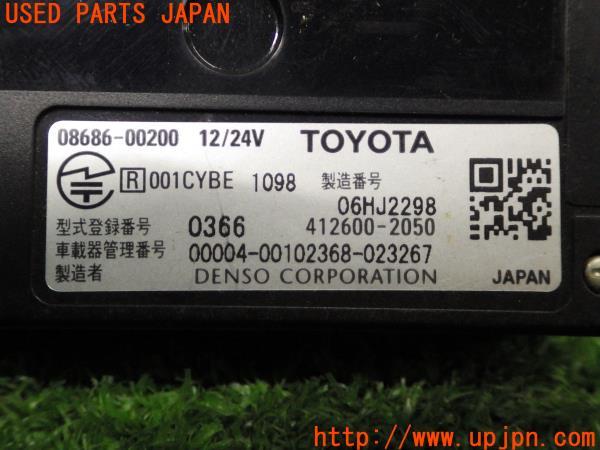 USED PARTS JAPAN
08686-00200 12/24V TOYOTA
R 001CYBE 1098 製造番号
06HJ2298
型式登録番号 0366 412600-2050
車載器管理番号 00004-00102368-023267
製造者 DENSO CORPORATION JAPAN
UPJ
http://www.upjpn.com